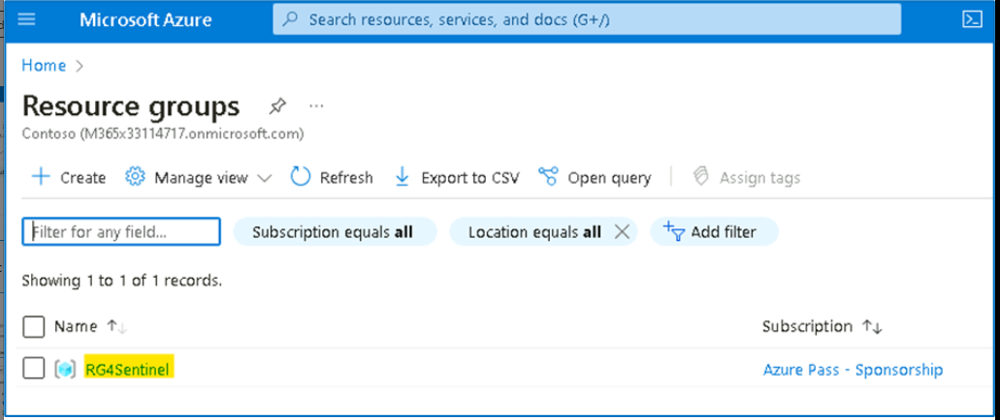 Microsoft Azure
Search resources, services, and docs (G+/)
Home >
Resource groups ...
Contoso (M365x33114717.onmicrosoft.com)
+ Create Manage view Refresh Export to CSV Open query Assign tags
Filter for any field... Subscription equals all Location equals all Add filter
Showing 1 to 1 of 1 records.
Name ↑↓ Subscription ↑↓
RG4Sentinel Azure Pass - Sponsorship